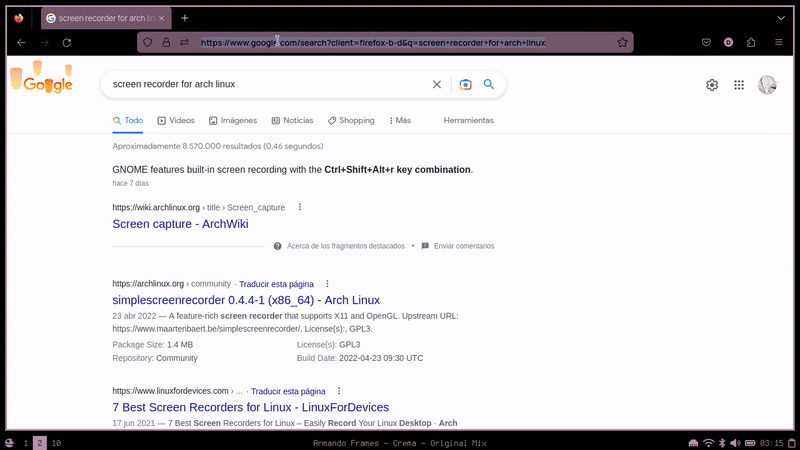 screen recorder for arch lin
https://www.google.com/search?client=firefox-b-d&q=screen+recorder+for+arch+linux
Google
screen recorder for arch linux
Todo Vídeos Imágenes Noticias Shopping Más Herramientas
Aproximadamente 8.570.000 resultados (0.46 segundos)
GNOME features built-in screen recording with the Ctrl+Shift+Alt+r key combination.
hace 7 días
https://wiki.archlinux.org › title › Screen_capture
Screen capture - ArchWiki
Acerca de los fragmentos destacados • Enviar comentarios
https://archlinux.org › community · Traducir esta página
simplescreenrecorder 0.4.4-1 (x86_64) - Arch Linux
23 abr 2022 — A feature-rich screen recorder that supports X11 and OpenGL. Upstream URL:
https://www.maartenbaert.be/simplescreenrecorder/. License(s):, GPL3.
Package Size: 1.4 MB License(s): GPL3
Repository: Community Build Date: 2022-04-23 09:30 UTC
https://www.linuxfordevices.com › ... · Traducir esta página
7 Best Screen Recorders for Linux - LinuxForDevices
17 jun 2021 — 7 Best Screen Recorders for Linux – Easily Record Your Linux Desktop · Arch
1 2 10 Armando Frames - Crema - Original Mix 03:15